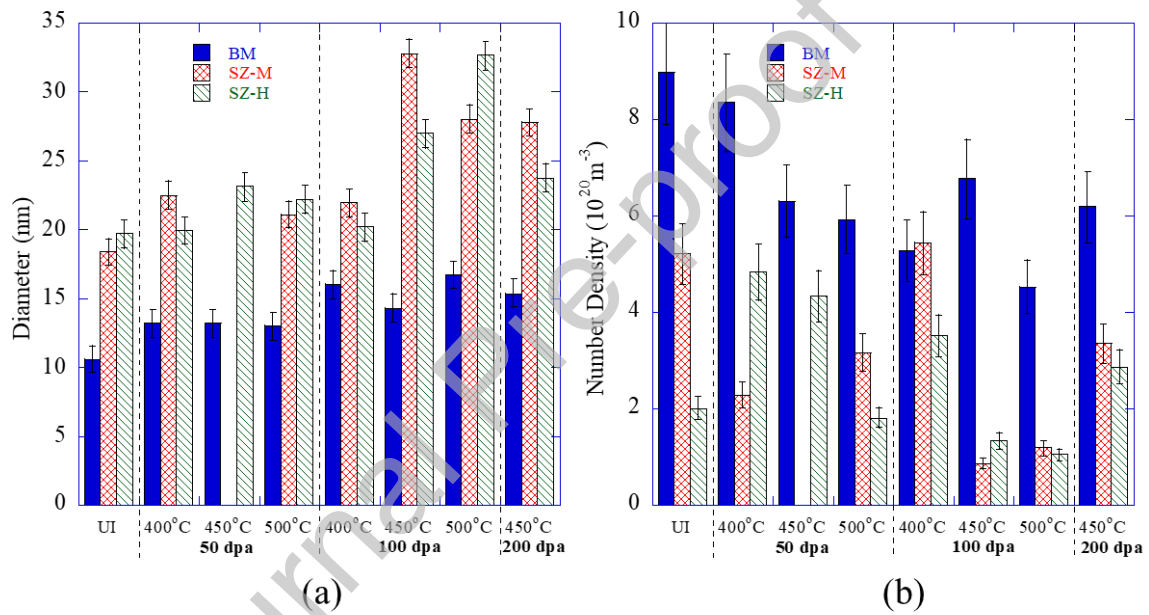 35
30
25
20
15
10
5
0
Diameter (nm)
BM
SZ-M
SZ-H
UI 400°C 450°C 500°C 400°C 450°C 500°C 450°C
50 dpa 100 dpa 200 dpa
(a)
10
8
6
4
2
0
Number Density (10²⁰m⁻³)
BM
SZ-M
SZ-H
UI 400°C 450°C 500°C 400°C 450°C 500°C 450°C
50 dpa 100 dpa 200 dpa
(b)
urnal Pre-proof